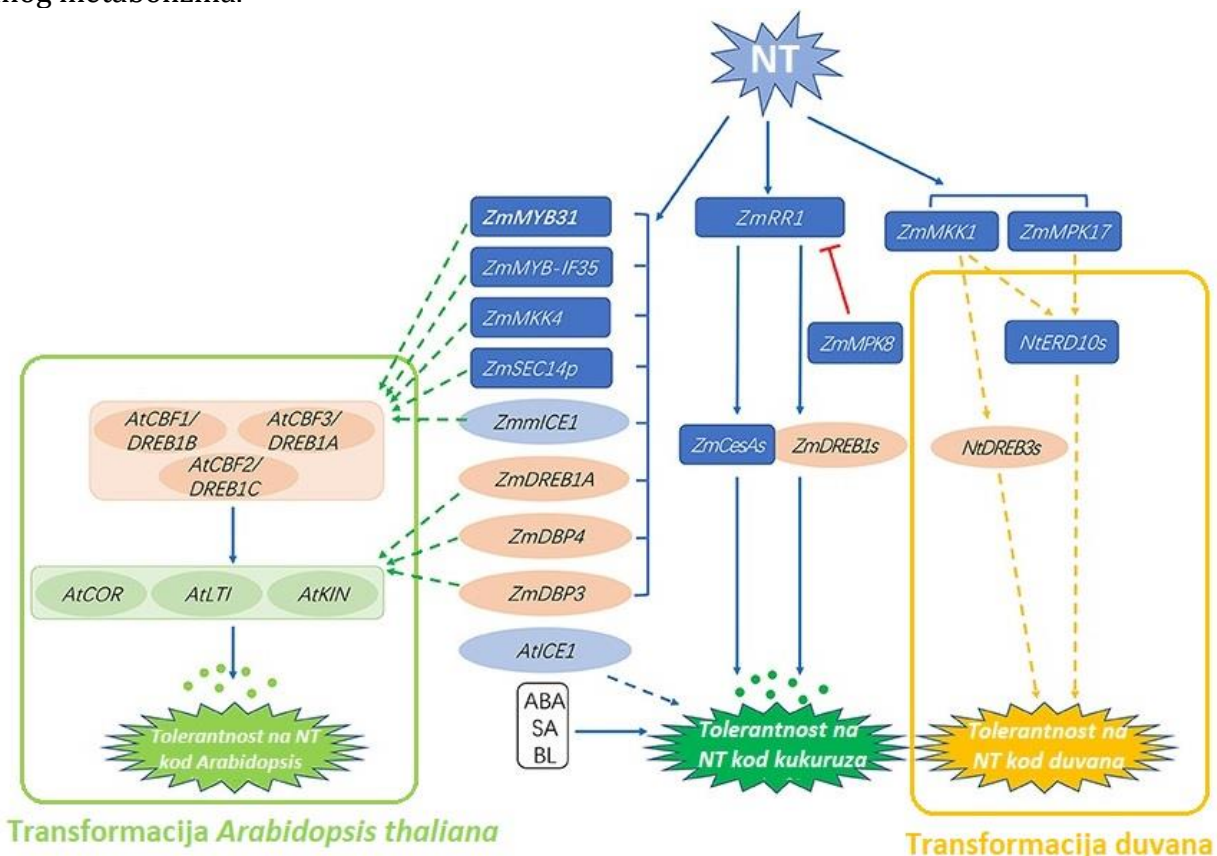 NT
ZmMYB31
ZmMYB-IF35
ZmMKK4
ZmSEC14p
ZmmICE1
ZmDREB1A
ZmDBP4
ZmDBP3
AtICE1
ABA
SA
BL
ZmRR1
ZmMPK8
ZmCesAs
ZmDREB1s
ZmMKK1
ZmMPK17
NtERD10s
NtDREB3s
AtCBF1/
DREB1B
AtCBF3/
DREB1A
AtCBF2/
DREB1C
AtCOR
AtLTI
AtKIN
Tolerantnost na NT
kod Arabidopsis
Tolerantnost na
NT kod kukuruza
Tolerantnost na
NT kod duvana
Transformacija Arabidopsis thaliana
Transformacija duvana